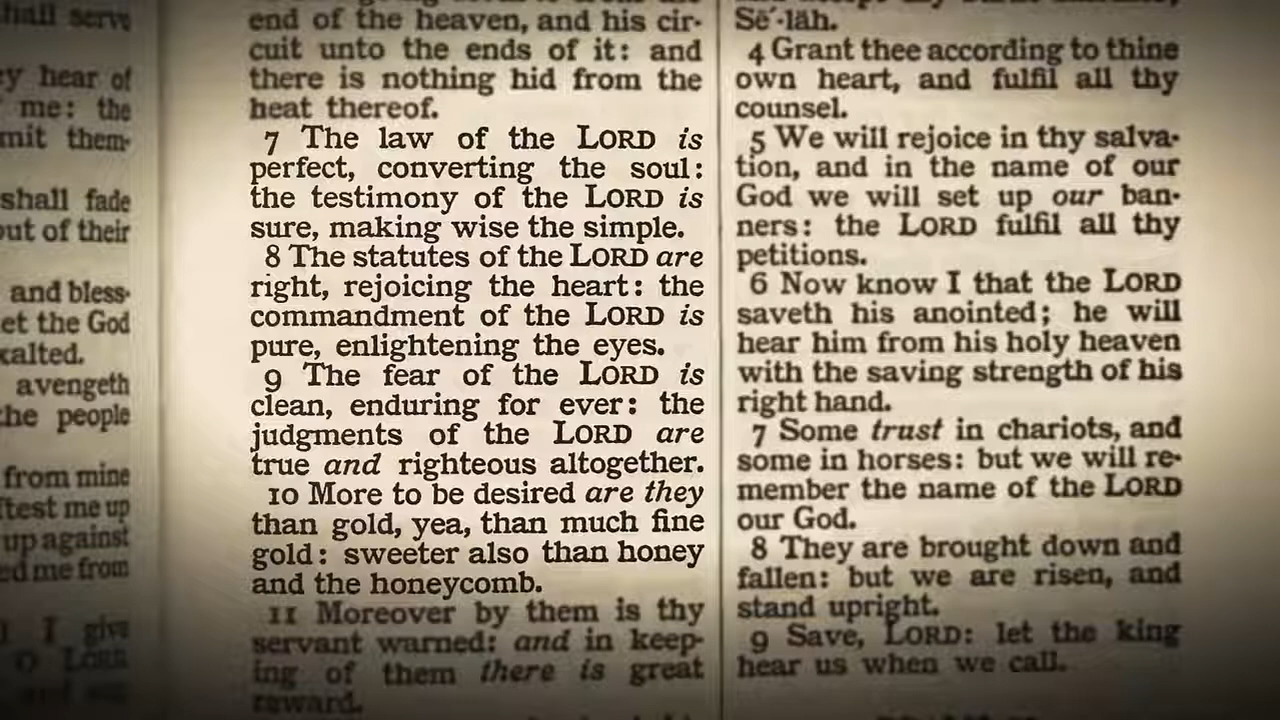 shall serve
hear of
me: the
mit them-
shall fade
out of their
and bless-
et the God
xalted.
avengeth
the people
from mine
ftest me up
up against
ed me from
I give
O LORD
end of the heaven, and his cir-
cuit unto the ends of it: and
there is nothing hid from the
heat thereof.
7 The law of the LORD is
perfect, converting the soul:
the testimony of the LORD is
sure, making wise the simple.
8 The statutes of the LORD are
right, rejoicing the heart: the
commandment of the LORD is
pure, enlightening the eyes.
9 The fear of the LORD is
clean, enduring for ever: the
judgments of the LORD are
true and righteous altogether.
10 More to be desired are they
than gold, yea, than much fine
gold: sweeter also than honey
and the honeycomb.
11 Moreover by them is thy
servant warned: and in keep-
ing of them there is great
reward.
Sē´-läh.
4 Grant thee according to thine
own heart, and fulfil all thy
counsel.
5 We will rejoice in thy salva-
tion, and in the name of our
God we will set up our ban-
ners: the LORD fulfil all thy
petitions.
6 Now know I that the LORD
saveth his anointed; he will
hear him from his holy heaven
with the saving strength of his
right hand.
7 Some trust in chariots, and
some in horses: but we will re-
member the name of the LORD
our God.
8 They are brought down and
fallen: but we are risen, and
stand upright.
9 Save, LORD: let the king
hear us when we call.